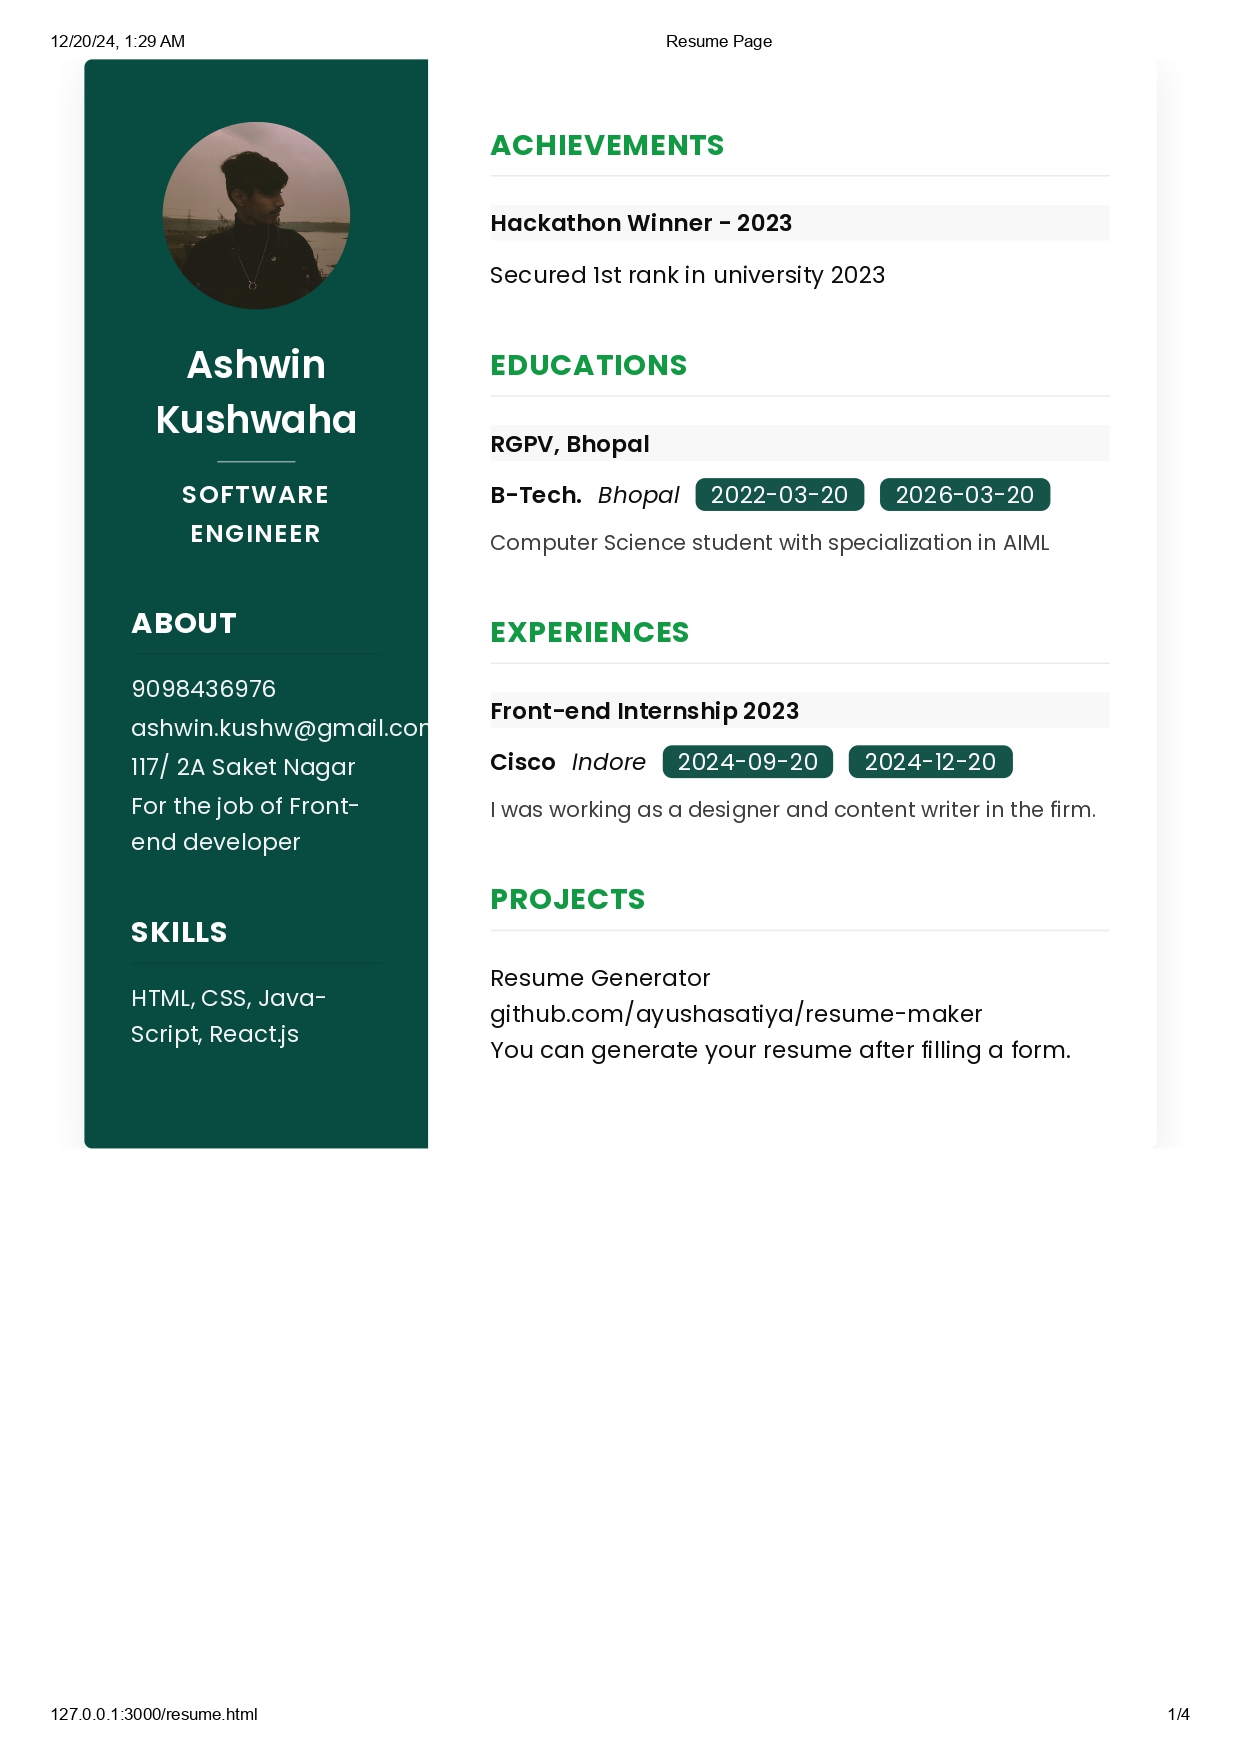 12/20/24, 1:29 AM
Resume Page
Ashwin
Kushwaha
SOFTWARE
ENGINEER
ABOUT
9098436976
ashwin.kushw@gmail.con
117/ 2A Saket Nagar
For the job of Front-
end developer
SKILLS
HTML, CSS, Java-
Script, React.js
ACHIEVEMENTS
Hackathon Winner - 2023
Secured 1st rank in university 2023
EDUCATIONS
RGPV, Bhopal
B-Tech. Bhopal 2022-03-20 2026-03-20
Computer Science student with specialization in AIML
EXPERIENCES
Front-end Internship 2023
Cisco Indore 2024-09-20 2024-12-20
I was working as a designer and content writer in the firm.
PROJECTS
Resume Generator
github.com/ayushasatiya/resume-maker
You can generate your resume after filling a form.
127.0.0.1:3000/resume.html
1/4